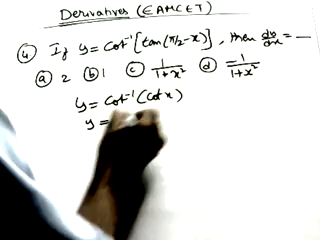 Derivatives (EAMCET)
④ If y = cot⁻¹[tan(π/2-x)], then dy/dx = —
ⓐ 2 ⓑ 1 ⓒ 1/1+x² ⓓ -1/1+x²
y = cot⁻¹(cot x)
y =